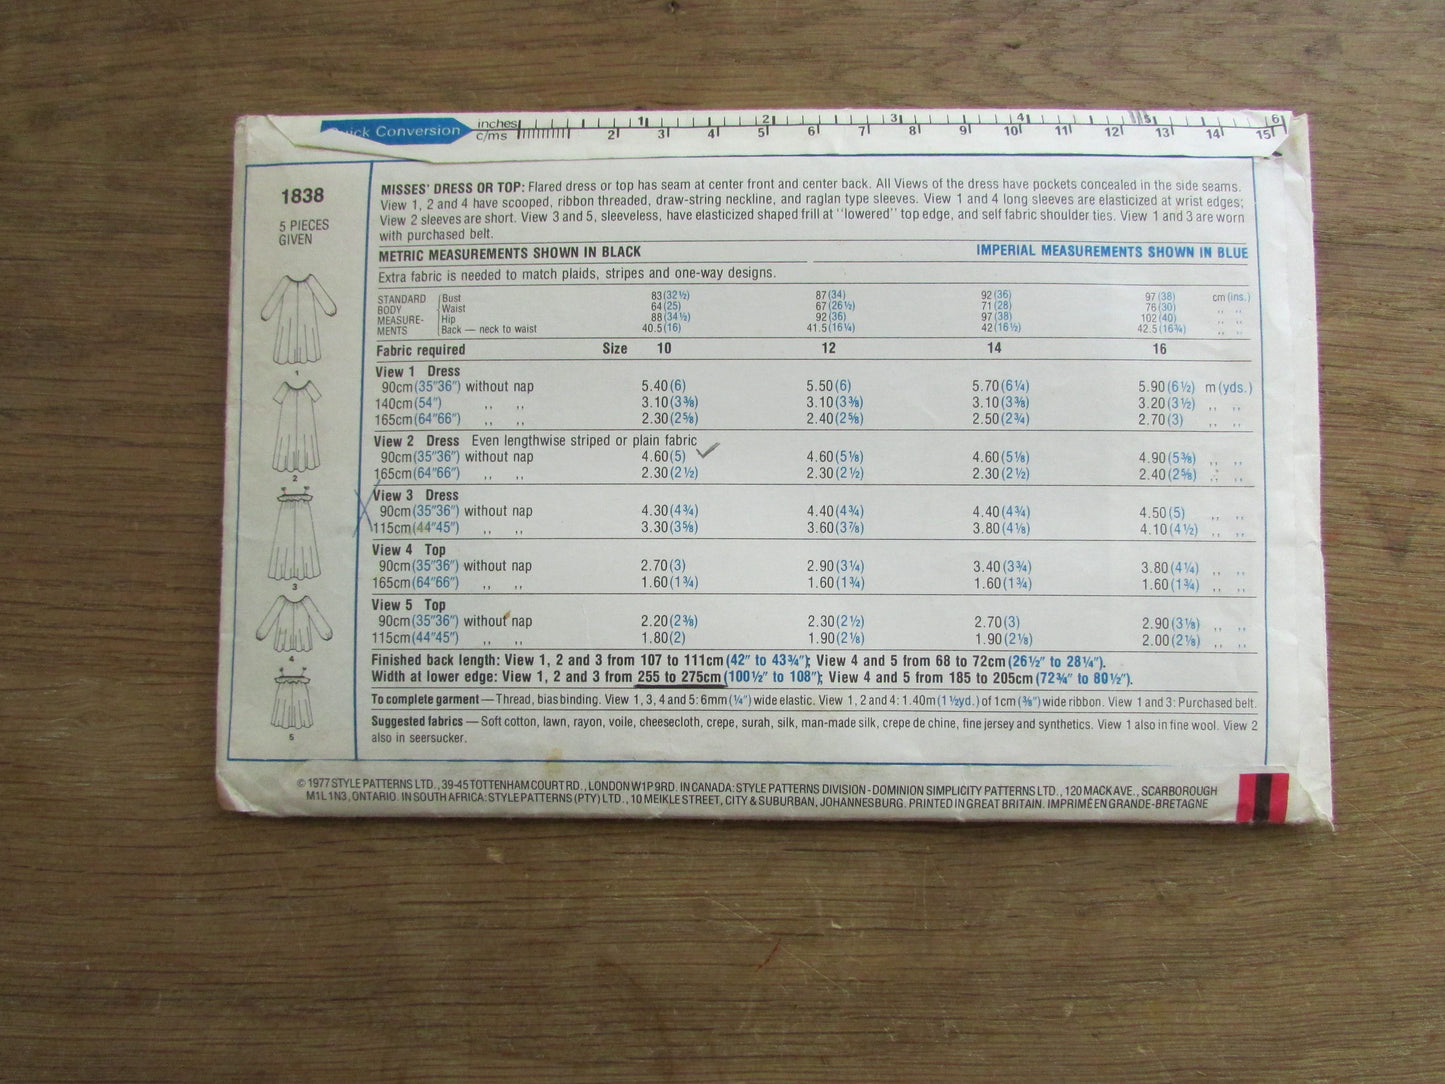 Quick Conversion
inches 1 2 3 4 5 6
c/ms 2 3 4 5 6 7 8 9 10 11 12 13 14 15
1838
5 PIECES
GIVEN
1
2
3
4
5
MISSES' DRESS OR TOP: Flared dress or top has seam at center front and center back. All Views of the dress have pockets concealed in the side seams.
View 1, 2 and 4 have scooped, ribbon threaded, draw-string neckline, and raglan type sleeves. View 1 and 4 long sleeves are elasticized at wrist edges;
View 2 sleeves are short. View 3 and 5, sleeveless, have elasticized shaped frill at "lowered" top edge, and self fabric shoulder ties. View 1 and 3 are worn
with purchased belt.
METRIC MEASUREMENTS SHOWN IN BLACK IMPERIAL MEASUREMENTS SHOWN IN BLUE
Extra fabric is needed to match plaids, stripes and one-way designs.
STANDARD BODY MEASURE-MENTS
Bust 83(32½) 87(34) 92(36) 97(38) cm(ins.)
Waist 64(25) 67(26½) 71(28) 76(30) ,, ,,
Hip 88(34½) 92(36) 97(38) 102(40) ,, ,,
Back — neck to waist 40.5(16) 41.5(16¼) 42(16½) 42.5(16¾) ,, ,,
Fabric required Size 10 12 14 16
View 1 Dress
90cm(35"36") without nap 5.40(6) 5.50(6) 5.70(6¼) 5.90(6½) m(yds.)
140cm(54") ,, ,, 3.10(3⅜) 3.10(3⅜) 3.10(3⅜) 3.20(3½) ,, ,,
165cm(64"66") ,, ,, 2.30(2⅝) 2.40(2⅝) 2.50(2¾) 2.70(3) ,, ,,
View 2 Dress Even lengthwise striped or plain fabric
90cm(35"36") without nap 4.60(5) 4.60(5⅛) 4.60(5⅛) 4.90(5⅜) ,, ,,
165cm(64"66") ,, ,, 2.30(2½) 2.30(2½) 2.30(2½) 2.40(2⅝) ,, ,,
View 3 Dress
90cm(35"36") without nap 4.30(4¾) 4.40(4¾) 4.40(4¾) 4.50(5) ,, ,,
115cm(44"45") ,, ,, 3.30(3⅝) 3.60(3⅞) 3.80(4⅛) 4.10(4½) ,, ,,
View 4 Top
90cm(35"36") without nap 2.70(3) 2.90(3¼) 3.40(3¾) 3.80(4¼) ,, ,,
165cm(64"66") ,, ,, 1.60(1¾) 1.60(1¾) 1.60(1¾) 1.60(1¾) ,, ,,
View 5 Top
90cm(35"36") without nap 2.20(2⅜) 2.30(2½) 2.70(3) 2.90(3⅛) ,, ,,
115cm(44"45") ,, ,, 1.80(2) 1.90(2⅛) 1.90(2⅛) 2.00(2⅛) ,, ,,
Finished back length: View 1, 2 and 3 from 107 to 111cm (42" to 43¾"); View 4 and 5 from 68 to 72cm (26½" to 28¼").
Width at lower edge: View 1, 2 and 3 from 255 to 275cm (100½" to 108"); View 4 and 5 from 185 to 205cm (72¾" to 80½").
To complete garment — Thread, bias binding. View 1, 3, 4 and 5: 6mm (¼") wide elastic. View 1, 2 and 4: 1.40m (1½yd.) of 1cm (⅜") wide ribbon. View 1 and 3: Purchased belt.
Suggested fabrics — Soft cotton, lawn, rayon, voile, cheesecloth, crepe, surah, silk, man-made silk, crepe de chine, fine jersey and synthetics. View 1 also in fine wool. View 2
also in seersucker.
© 1977 STYLE PATTERNS LTD., 39-45 TOTTENHAM COURT RD., LONDON W1P 9RD. IN CANADA: STYLE PATTERNS DIVISION - DOMINION SIMPLICITY PATTERNS LTD., 120 MACK AVE., SCARBOROUGH
M1L 1N3, ONTARIO. IN SOUTH AFRICA: STYLE PATTERNS (PTY) LTD., 10 MEIKLE STREET, CITY & SUBURBAN, JOHANNESBURG. PRINTED IN GREAT BRITAIN. IMPRIMÉ EN GRANDE-BRETAGNE